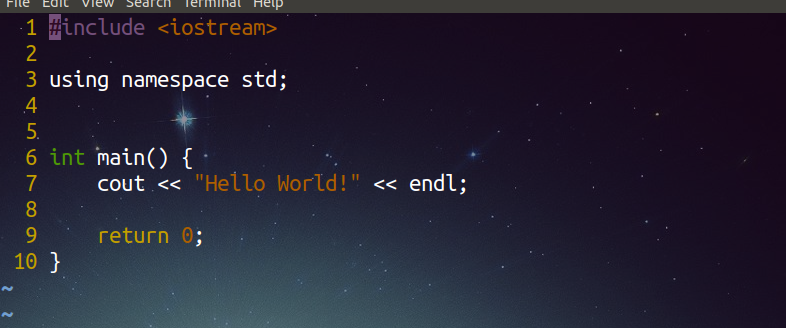 File Edit View Search Terminal Help
1 #include <iostream>
2
3 using namespace std;
4
5
6 int main() {
7     cout << "Hello World!" << endl;
8
9     return 0;
10 }
~
~